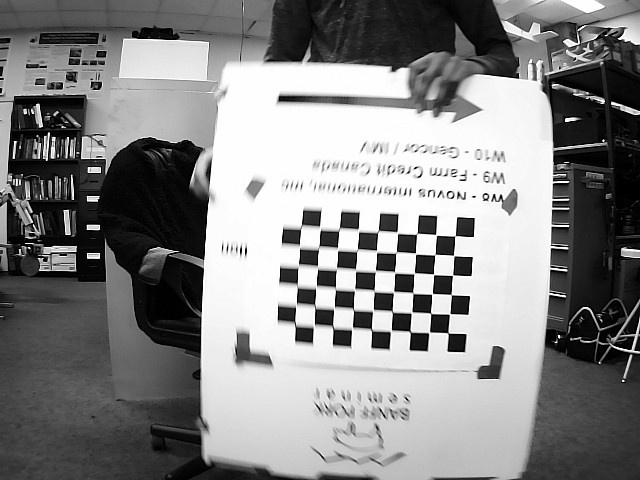 BANFF PORK
seminar
W8 - Novus International, Inc
W9 - Farm Credit Canada
W10 - Gencor / IMV